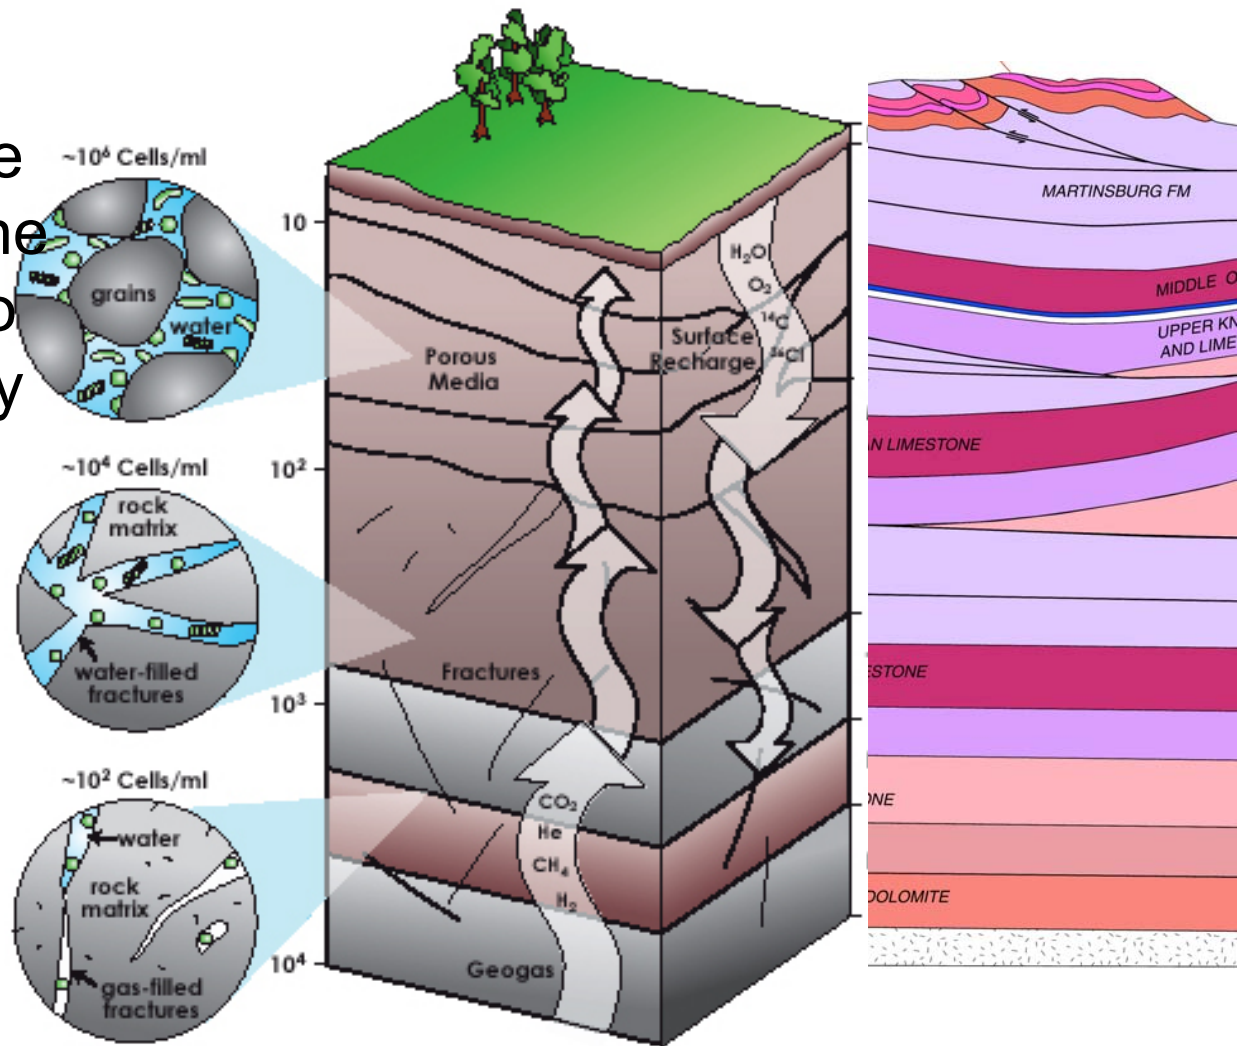 ~10⁶ Cells/ml
grains
water
~10⁴ Cells/ml
rock
matrix
water-filled
fractures
~10² Cells/ml
water
rock
matrix
gas-filled
fractures
10
10²
10³
10⁴
Porous
Media
Fractures
H₂O
O₂
¹⁴C
³⁶Cl
Surface
Recharge
CO₂
He
CH₄
H₂
Geogas
MARTINSBURG FM
MIDDLE O
UPPER KN
AND LIME
N LIMESTONE
ESTONE
ONE
DOLOMITE